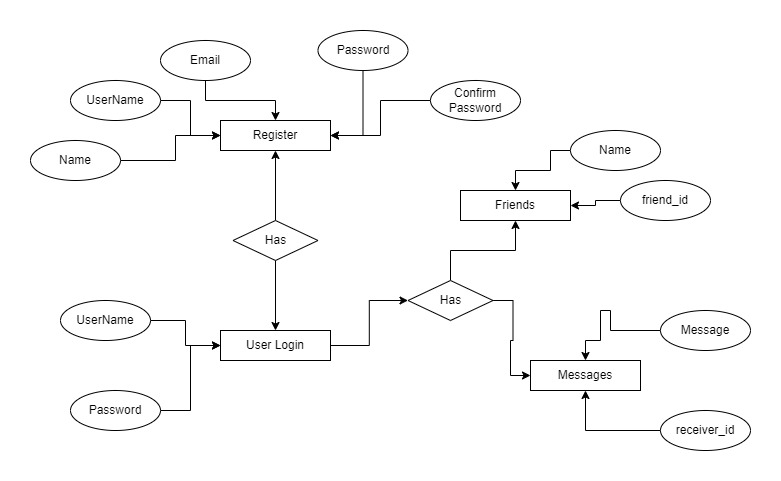 Email
Password
UserName
Confirm
Password
Register
Name
Name
Friends
friend_id
Has
Has
UserName
User Login
Message
Messages
Password
receiver_id